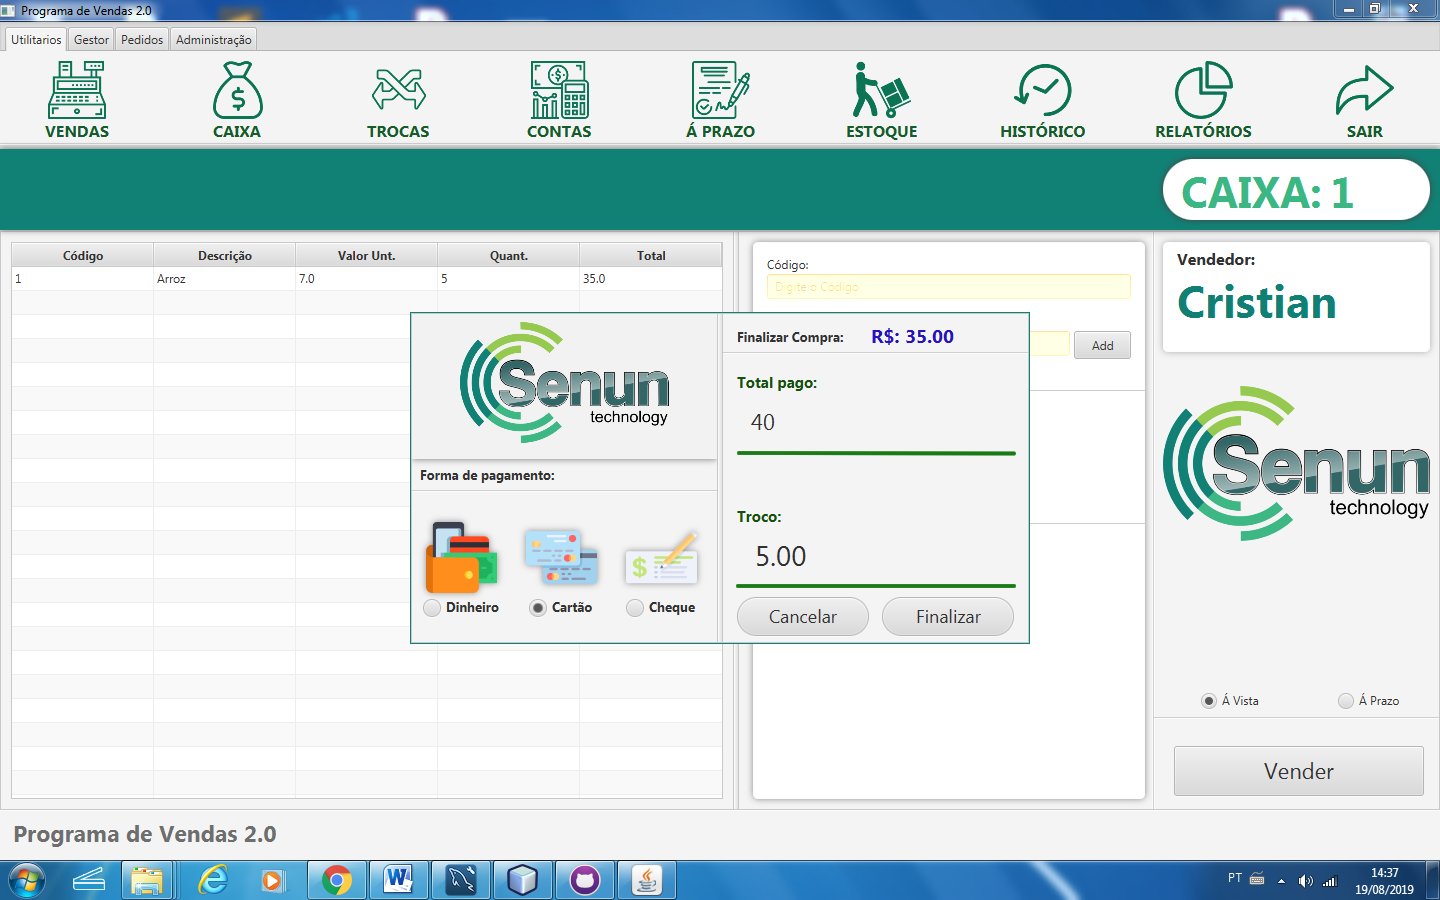 Programa de Vendas 2.0
Utilitarios Gestor Pedidos Administração
VENDAS CAIXA TROCAS CONTAS Á PRAZO ESTOQUE HISTÓRICO RELATÓRIOS SAIR
CAIXA: 1
Código Descrição Valor Unt. Quant. Total
1 Arroz 7.0 5 35.0
Código:
Digite o Código
Add
Vendedor:
Cristian
Senun
technology
Finalizar Compra: R$: 35.00
Total pago:
40
Troco:
5.00
Cancelar Finalizar
Forma de pagamento:
Dinheiro Cartão Cheque
Senun
technology
Á Vista Á Prazo
Vender
Programa de Vendas 2.0
PT 14:37
19/08/2019